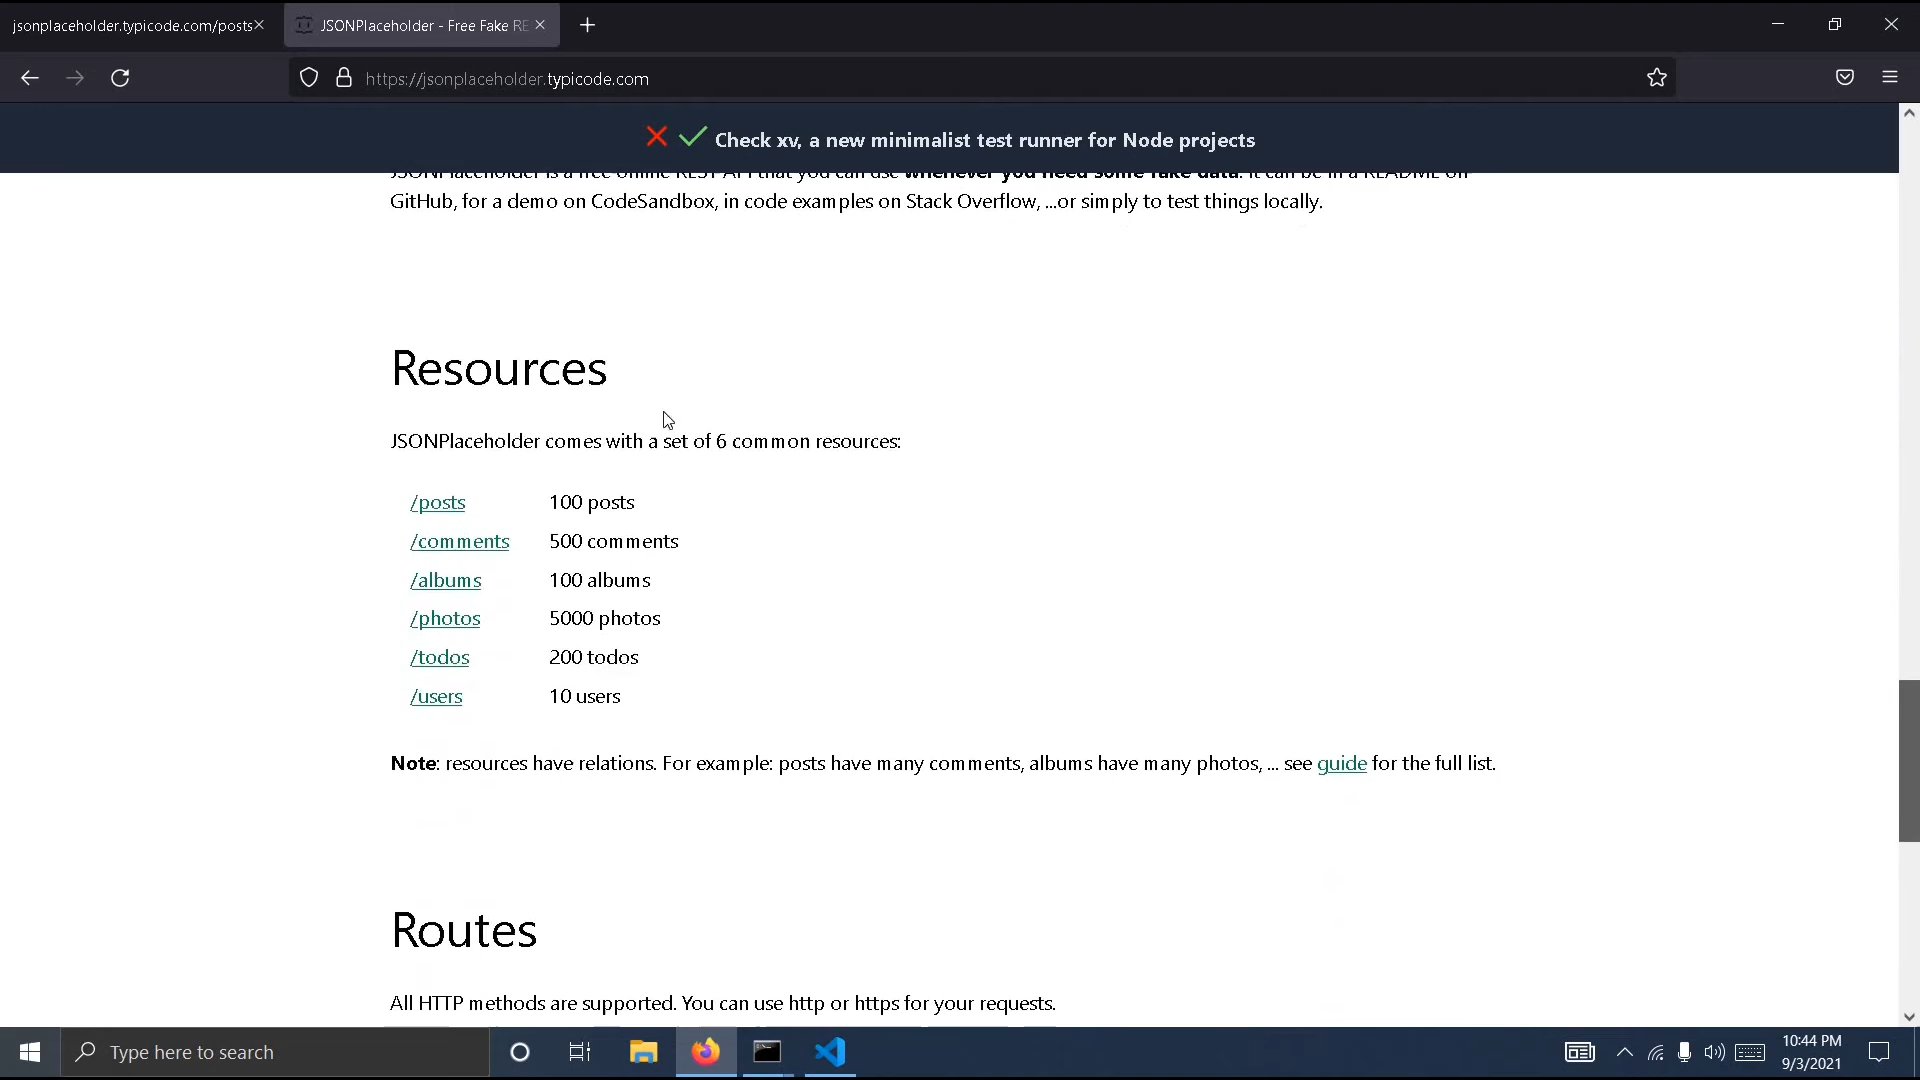 jsonplaceholder.typicode.com/posts
JSONPlaceholder - Free Fake RE
https://jsonplaceholder.typicode.com
Check xv, a new minimalist test runner for Node projects
JSONPlaceholder is a free online REST API that you can use whenever you need some fake data. It can be in a README on
GitHub, for a demo on CodeSandbox, in code examples on Stack Overflow, ...or simply to test things locally.
Resources
JSONPlaceholder comes with a set of 6 common resources:
/posts 100 posts
/comments 500 comments
/albums 100 albums
/photos 5000 photos
/todos 200 todos
/users 10 users
Note: resources have relations. For example: posts have many comments, albums have many photos, ... see guide for the full list.
Routes
All HTTP methods are supported. You can use http or https for your requests.
Type here to search
10:44 PM
9/3/2021